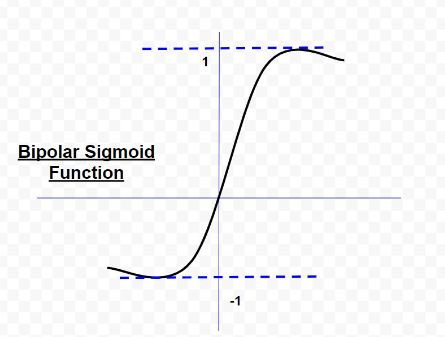 1
Bipolar Sigmoid
Function
-1